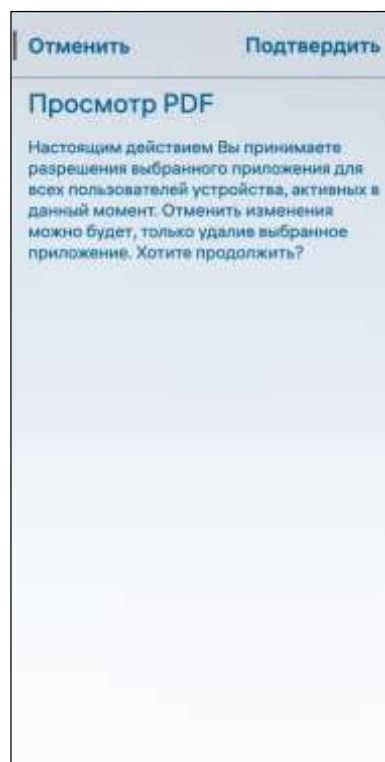 Отменить Подтвердить
Просмотр PDF
Настоящим действием Вы принимаете
разрешения выбранного приложения для
всех пользователей устройства, активных в
данный момент. Отменить изменения
можно будет, только удалив выбранное
приложение. Хотите продолжить?